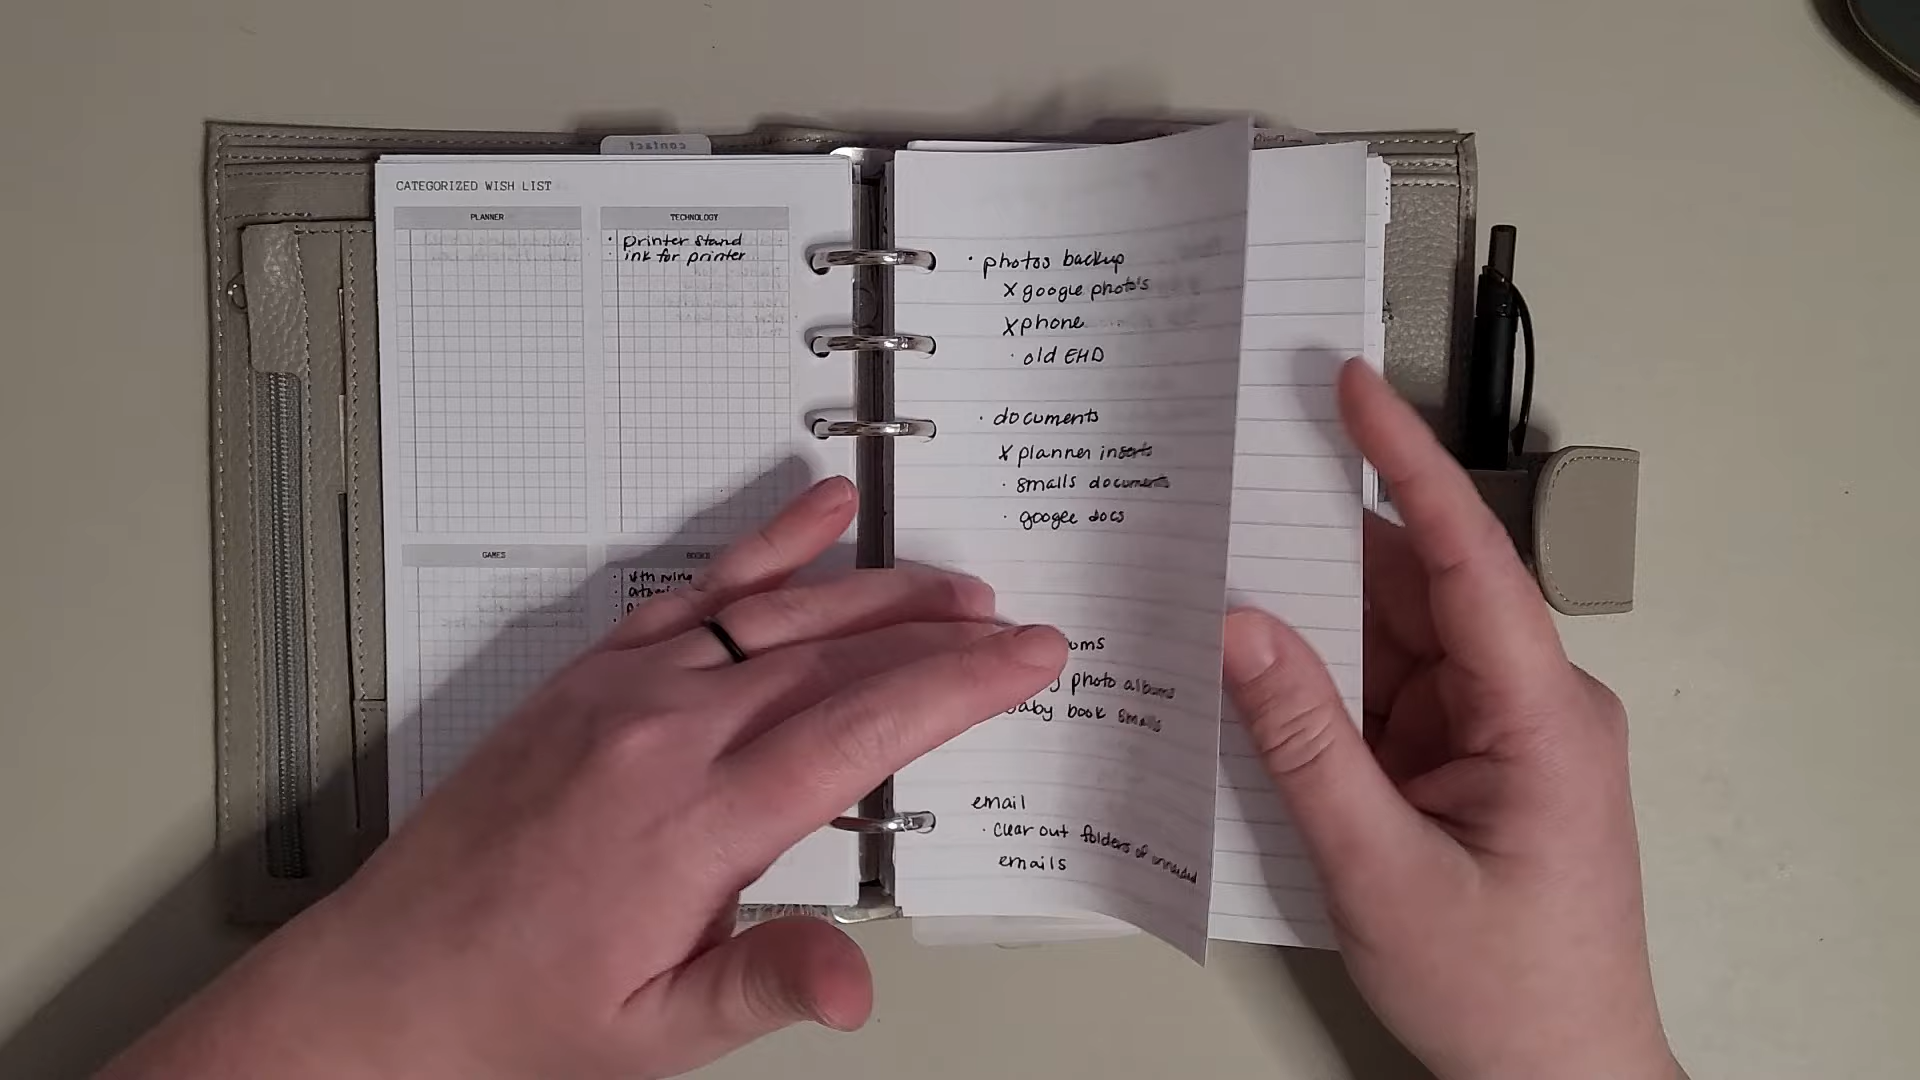 contact
plan
CATEGORIZED WISH LIST
PLANNER
TECHNOLOGY
· printer stand
· ink for printer
GAMES
BOOKS
· photos backup
X google photo's
X phone
· old EHD
· documents
X planner inserts
· smalls documents
· googee docs
photo albums
baby book smalls
email
· clear out folders of unneeded
emails